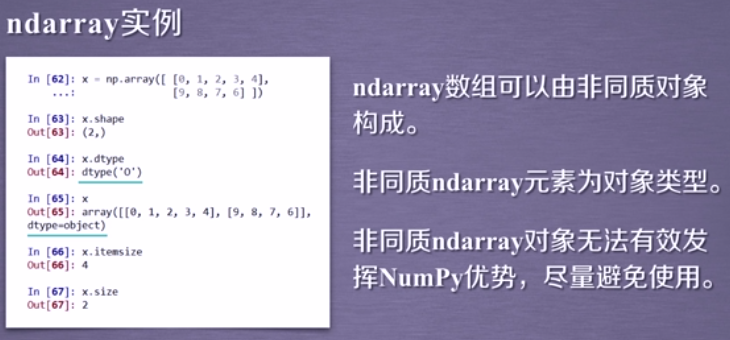 ndarray实例
In [62]: x = np.array([ [0, 1, 2, 3, 4],
...: [9, 8, 7, 6] ])
In [63]: x.shape
Out[63]: (2,)
In [64]: x.dtype
Out[64]: dtype('O')
In [65]: x
Out[65]: array([[0, 1, 2, 3, 4], [9, 8, 7, 6]],
dtype=object)
In [66]: x.itemsize
Out[66]: 4
In [67]: x.size
Out[67]: 2
ndarray数组可以由非同质对象
构成。
非同质ndarray元素为对象类型。
非同质ndarray对象无法有效发
挥NumPy优势，尽量避免使用。